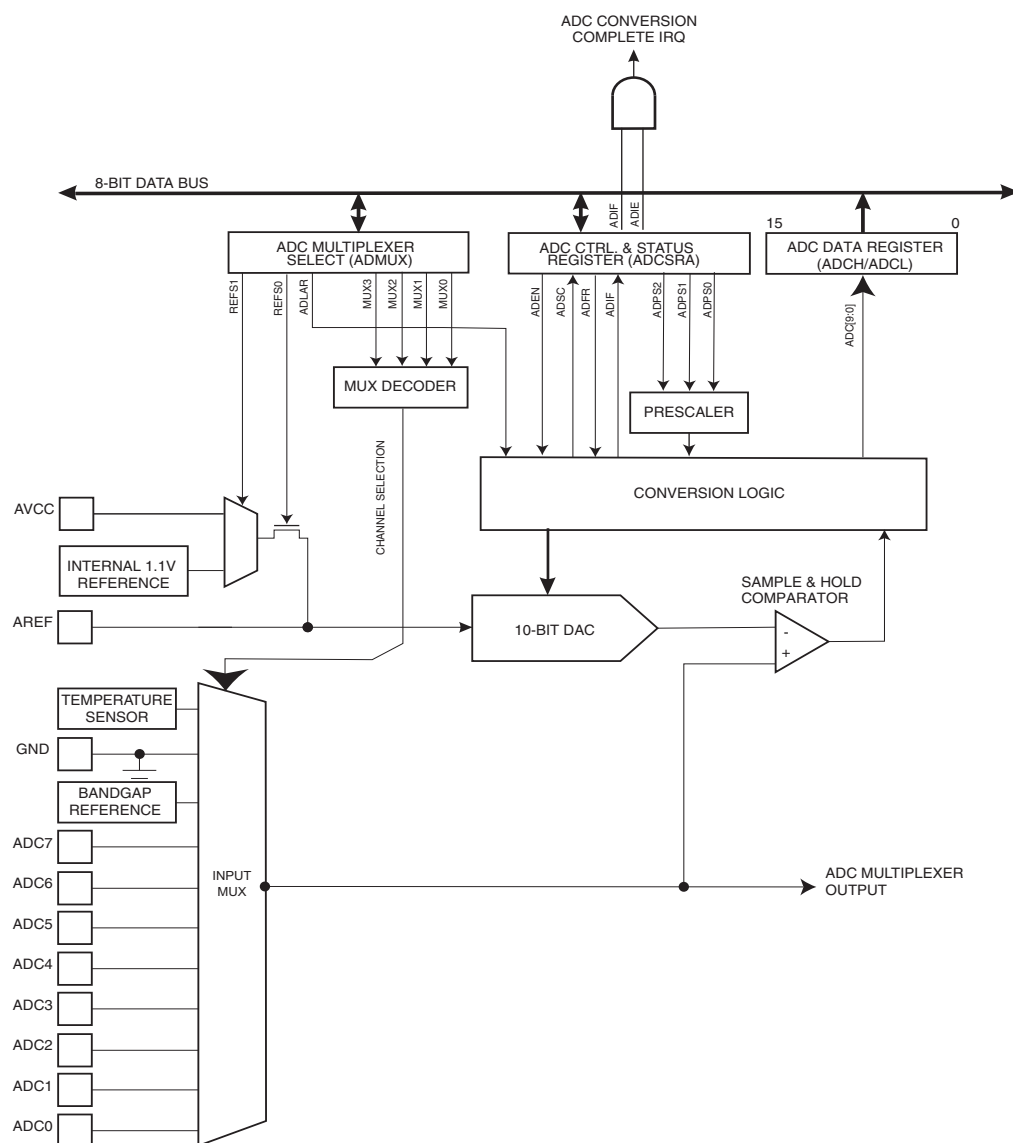 ADC CONVERSION
COMPLETE IRQ
8-BIT DATA BUS
ADIF
ADIE
15
0
ADC MULTIPLEXER
SELECT (ADMUX)
ADC CTRL. & STATUS
REGISTER (ADCSRA)
ADC DATA REGISTER
(ADCH/ADCL)
REFS1
REFS0
ADLAR
MUX3
MUX2
MUX1
MUX0
ADEN
ADSC
ADFR
ADIF
ADPS2
ADPS1
ADPS0
ADC[9:0]
MUX DECODER
PRESCALER
CHANNEL SELECTION
CONVERSION LOGIC
AVCC
INTERNAL 1.1V
REFERENCE
SAMPLE & HOLD
COMPARATOR
AREF
10-BIT DAC
-
+
TEMPERATURE
SENSOR
GND
BANDGAP
REFERENCE
ADC7
ADC6
ADC5
ADC4
ADC3
ADC2
ADC1
ADC0
INPUT
MUX
ADC MULTIPLEXER
OUTPUT